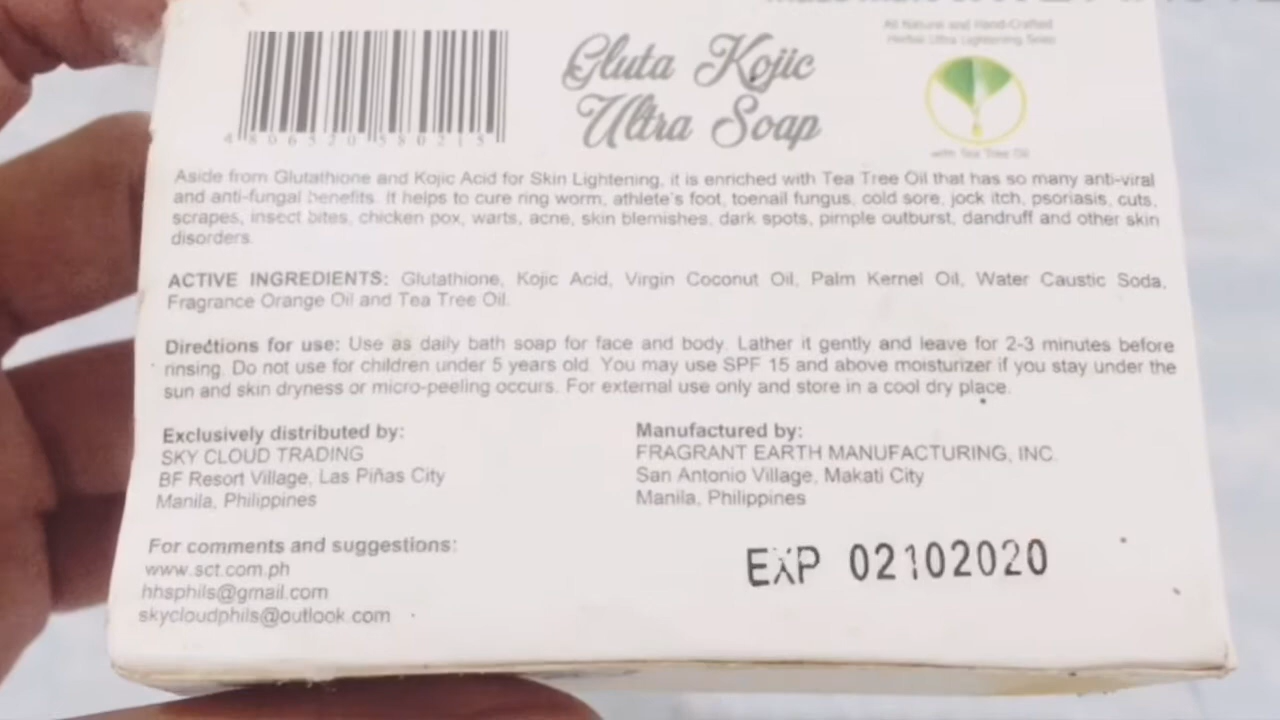 All Natural and Hand-Crafted
Herbal Ultra Lightening Soap
Gluta Kojic
Ultra Soap
with Tea Tree Oil
4 806520 580215
Aside from Glutathione and Kojic Acid for Skin Lightening, it is enriched with Tea Tree Oil that has so many anti-viral
and anti-fungal benefits. If helps to cure ring worm, athlete's foot, toenail fungus, cold sore, jock itch, psoriasis, cuts,
scrapes, insect bites, chicken pox, warts, acne, skin blemishes, dark spots, pimple outburst, dandruff and other skin
disorders.
ACTIVE INGREDIENTS: Glutathione, Kojic Acid, Virgin Coconut Oil, Palm Kernel Oil, Water Caustic Soda,
Fragrance Orange Oil and Tea Tree Oil.
Directions for use: Use as daily bath soap for face and body. Lather it gently and leave for 2-3 minutes before
rinsing. Do not use for children under 5 years old. You may use SPF 15 and above moisturizer if you stay under the
sun and skin dryness or micro-peeling occurs. For external use only and store in a cool dry place.
Exclusively distributed by:
SKY CLOUD TRADING
BF Resort Village, Las Piñas City
Manila, Philippines
Manufactured by:
FRAGRANT EARTH MANUFACTURING, INC.
San Antonio Village, Makati City
Manila, Philippines
For comments and suggestions:
www.sct.com.ph
hhsphils@gmail.com
skycloudphils@outlook.com
EXP 02102020